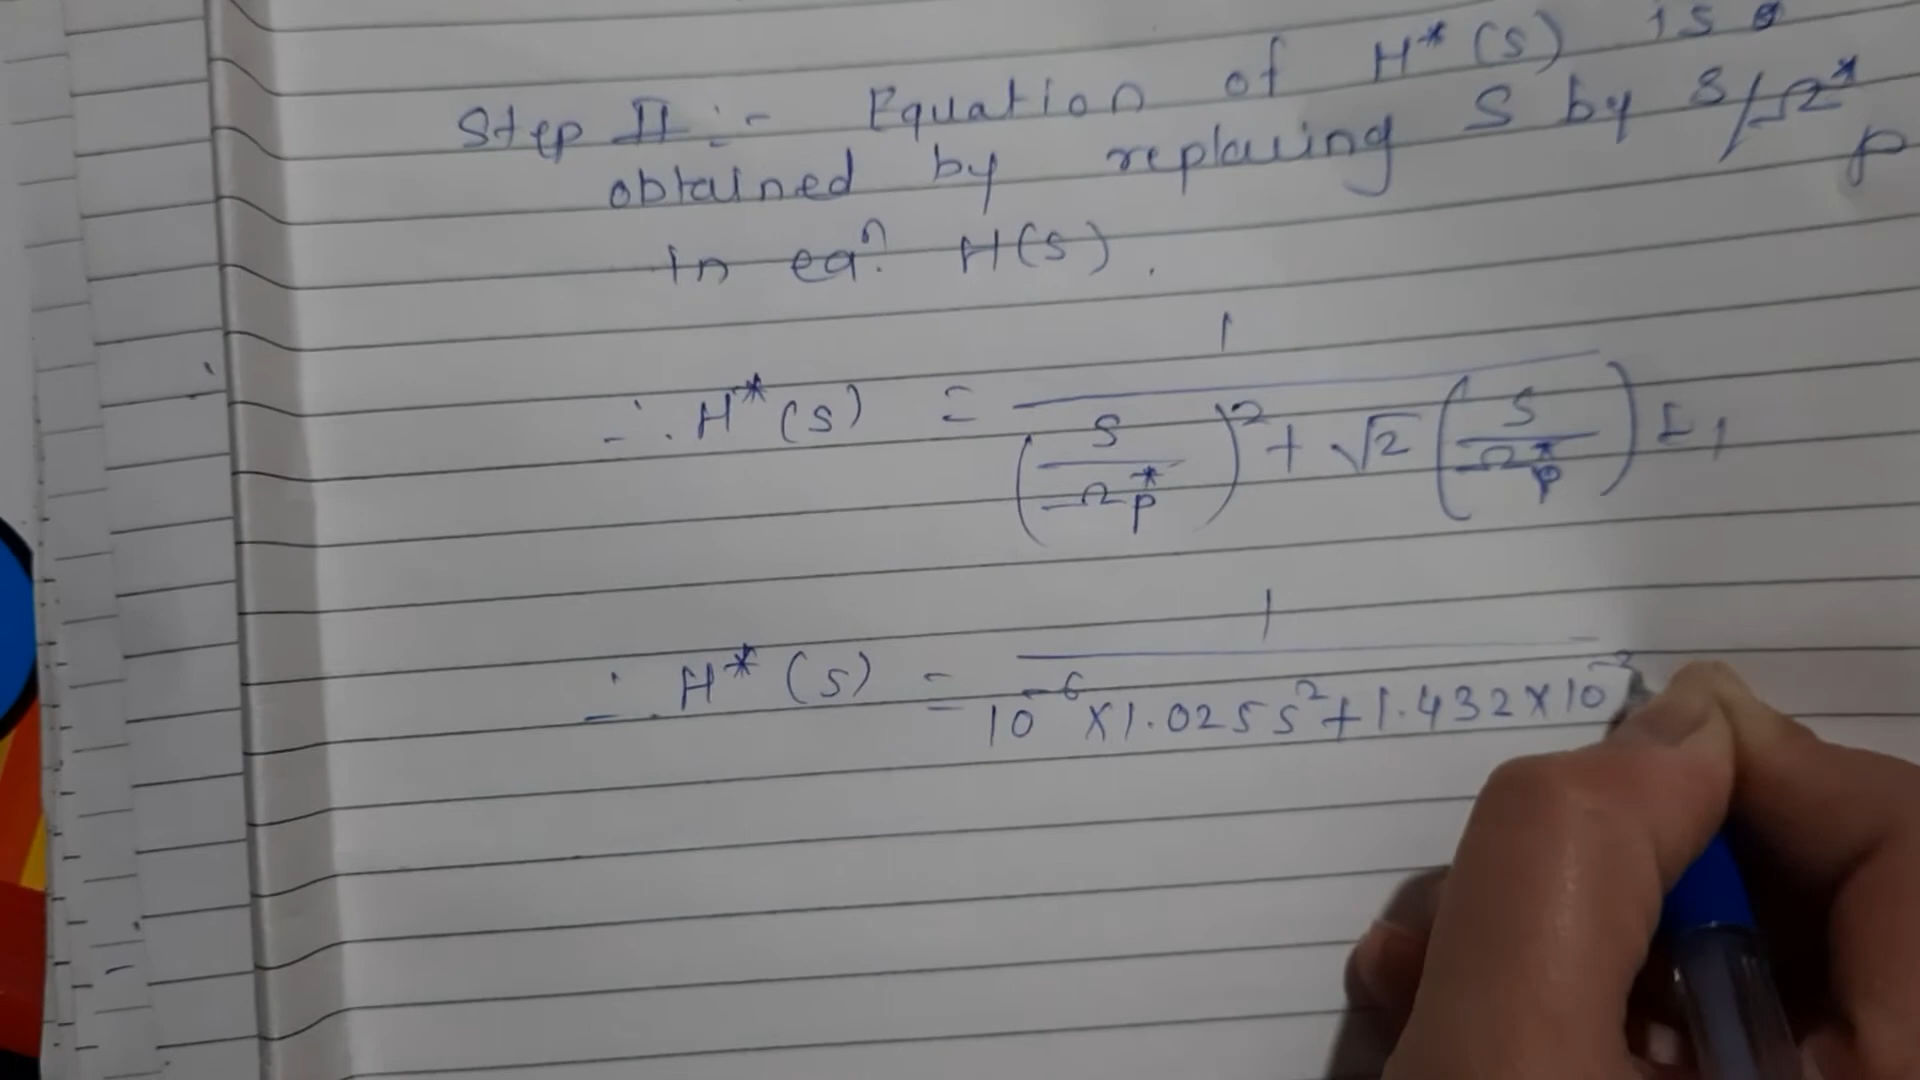 Step II :- Equation of H*(s) is
obtained by replacing S by S/Ω*p
in eqⁿ. H(s).
∴ H*(s) = 1 / ( (S/Ω*p)² + √2 (S/Ω*p) + 1 )
∴ H*(s) = 1 / ( 10⁻⁶ × 1.025 s² + 1.432 × 10⁻³